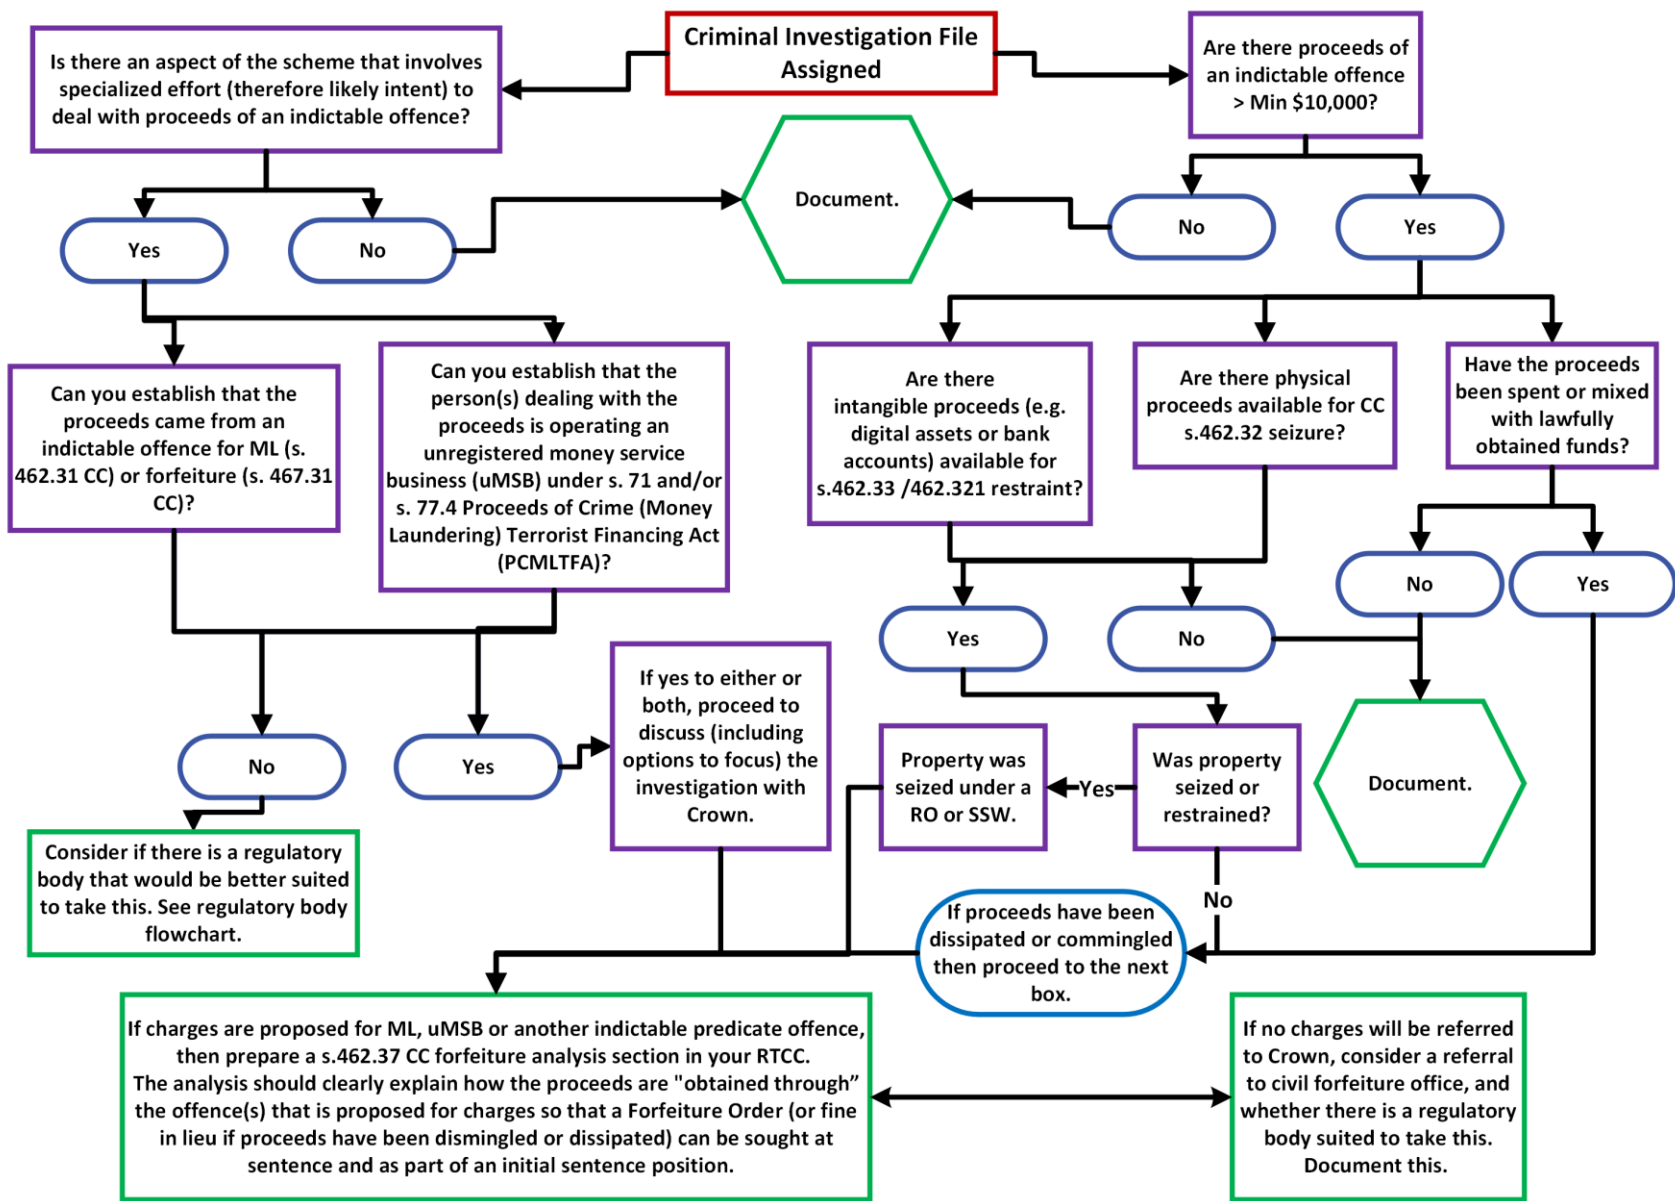 Criminal Investigation File
Assigned
Is there an aspect of the scheme that involves
specialized effort (therefore likely intent) to
deal with proceeds of an indictable offence?
Are there proceeds of
an indictable offence
> Min $10,000?
Document.
Yes
No
No
Yes
Can you establish that the
proceeds came from an
indictable offence for ML (s.
462.31 CC) or forfeiture (s. 467.31
CC)?
Can you establish that the
person(s) dealing with the
proceeds is operating an
unregistered money service
business (uMSB) under s. 71 and/or
s. 77.4 Proceeds of Crime (Money
Laundering) Terrorist Financing Act
(PCMLTFA)?
Are there
intangible proceeds (e.g.
digital assets or bank
accounts) available for
s.462.33 /462.321 restraint?
Are there physical
proceeds available for CC
s.462.32 seizure?
Have the proceeds
been spent or mixed
with lawfully
obtained funds?
No
Yes
Yes
No
If yes to either or
both, proceed to
discuss (including
options to focus) the
investigation with
Crown.
No
Yes
Property was
seized under a
RO or SSW.
Yes
Was property
seized or
restrained?
Document.
No
Consider if there is a regulatory
body that would be better suited
to take this. See regulatory body
flowchart.
If proceeds have been
dissipated or commingled
then proceed to the next
box.
If charges are proposed for ML, uMSB or another indictable predicate offence,
then prepare a s.462.37 CC forfeiture analysis section in your RTCC.
The analysis should clearly explain how the proceeds are "obtained through”
the offence(s) that is proposed for charges so that a Forfeiture Order (or fine
in lieu if proceeds have been dismingled or dissipated) can be sought at
sentence and as part of an initial sentence position.
If no charges will be referred
to Crown, consider a referral
to civil forfeiture office, and
whether there is a regulatory
body suited to take this.
Document this.